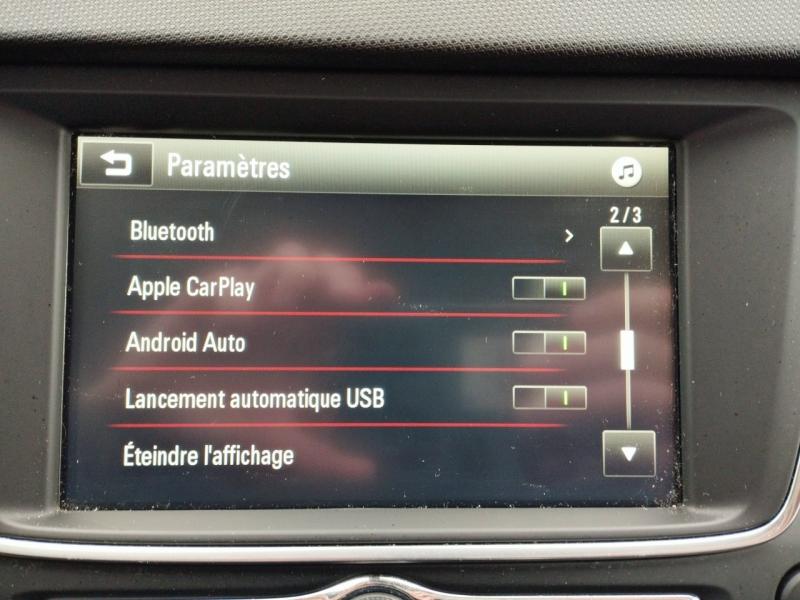 Paramètres
2/3
Bluetooth
Apple CarPlay
Android Auto
Lancement automatique USB
Éteindre l'affichage